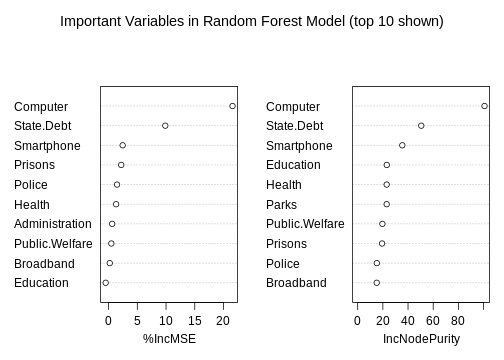 Important Variables in Random Forest Model (top 10 shown)
Computer
State.Debt
Smartphone
Prisons
Police
Health
Administration
Public.Welfare
Broadband
Education
0 5 10 15 20
%IncMSE
Computer
State.Debt
Smartphone
Education
Health
Parks
Public.Welfare
Prisons
Police
Broadband
0 20 40 60 80
IncNodePurity